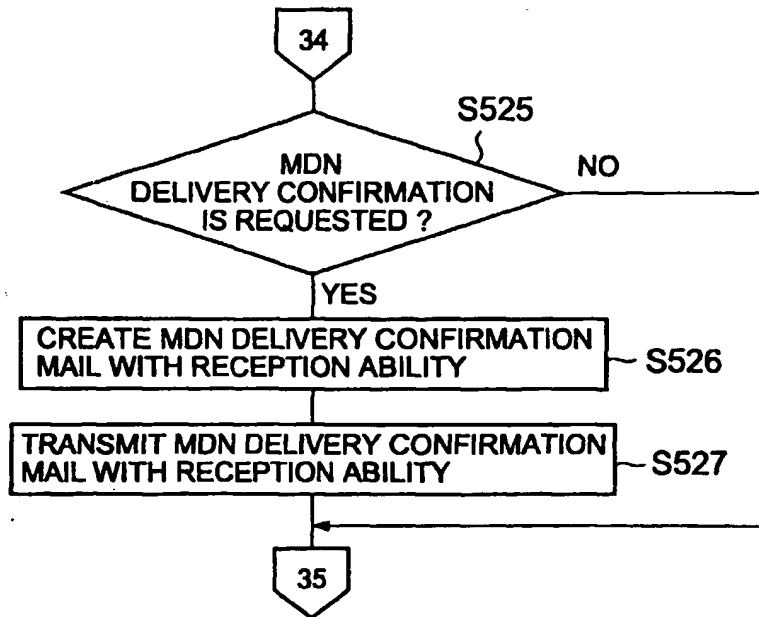 34
S525
MDN
DELIVERY CONFIRMATION
IS REQUESTED ?
NO
YES
CREATE MDN DELIVERY CONFIRMATION
MAIL WITH RECEPTION ABILITY
S526
TRANSMIT MDN DELIVERY CONFIRMATION
MAIL WITH RECEPTION ABILITY
S527
35